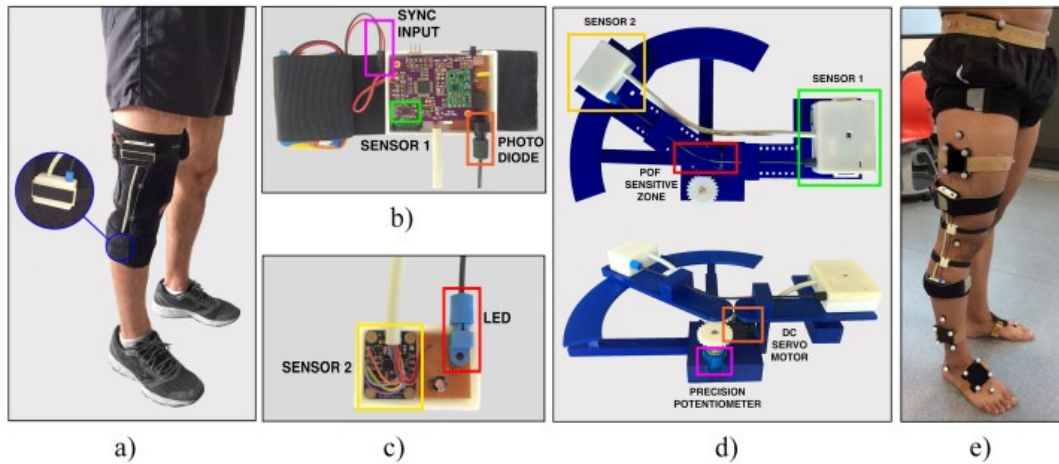 SYNC
INPUT
SENSOR 1
PHOTO
DIODE
b)
SENSOR 2
LED
c)
a)
SENSOR 2
SENSOR 1
POF
SENSITIVE
ZONE
DC
SERVO
MOTOR
PRECISION
POTENTIOMETER
d)
e)